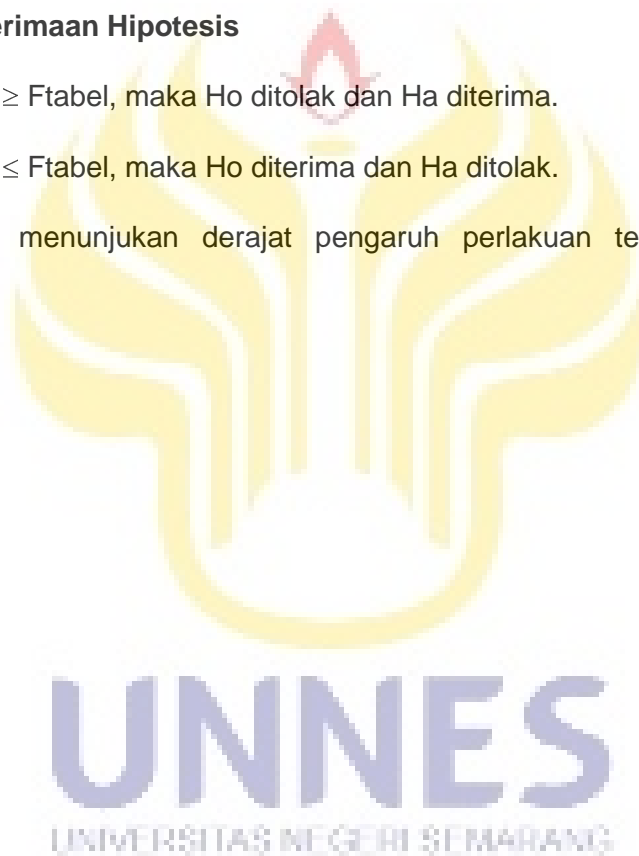 erimaan Hipotesis
≥ Ftabel, maka Ho ditolak dan Ha diterima.
≤ Ftabel, maka Ho diterima dan Ha ditolak.
menunjukan derajat pengaruh perlakuan te
UNNES
UNIVERSITAS NEGERI SEMARANG